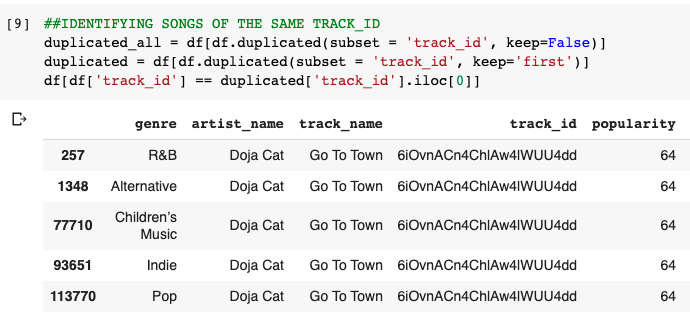 [9] ##IDENTIFYING SONGS OF THE SAME TRACK_ID
duplicated_all = df[df.duplicated(subset = 'track_id', keep=False)]
duplicated = df[df.duplicated(subset = 'track_id', keep='first')]
df[df['track_id'] == duplicated['track_id'].iloc[0]]
genre artist_name track_name track_id popularity
257 R&B Doja Cat Go To Town 6iOvnACn4ChlAw4lWUU4dd 64
1348 Alternative Doja Cat Go To Town 6iOvnACn4ChlAw4lWUU4dd 64
77710 Children's Music Doja Cat Go To Town 6iOvnACn4ChlAw4lWUU4dd 64
93651 Indie Doja Cat Go To Town 6iOvnACn4ChlAw4lWUU4dd 64
113770 Pop Doja Cat Go To Town 6iOvnACn4ChlAw4lWUU4dd 64